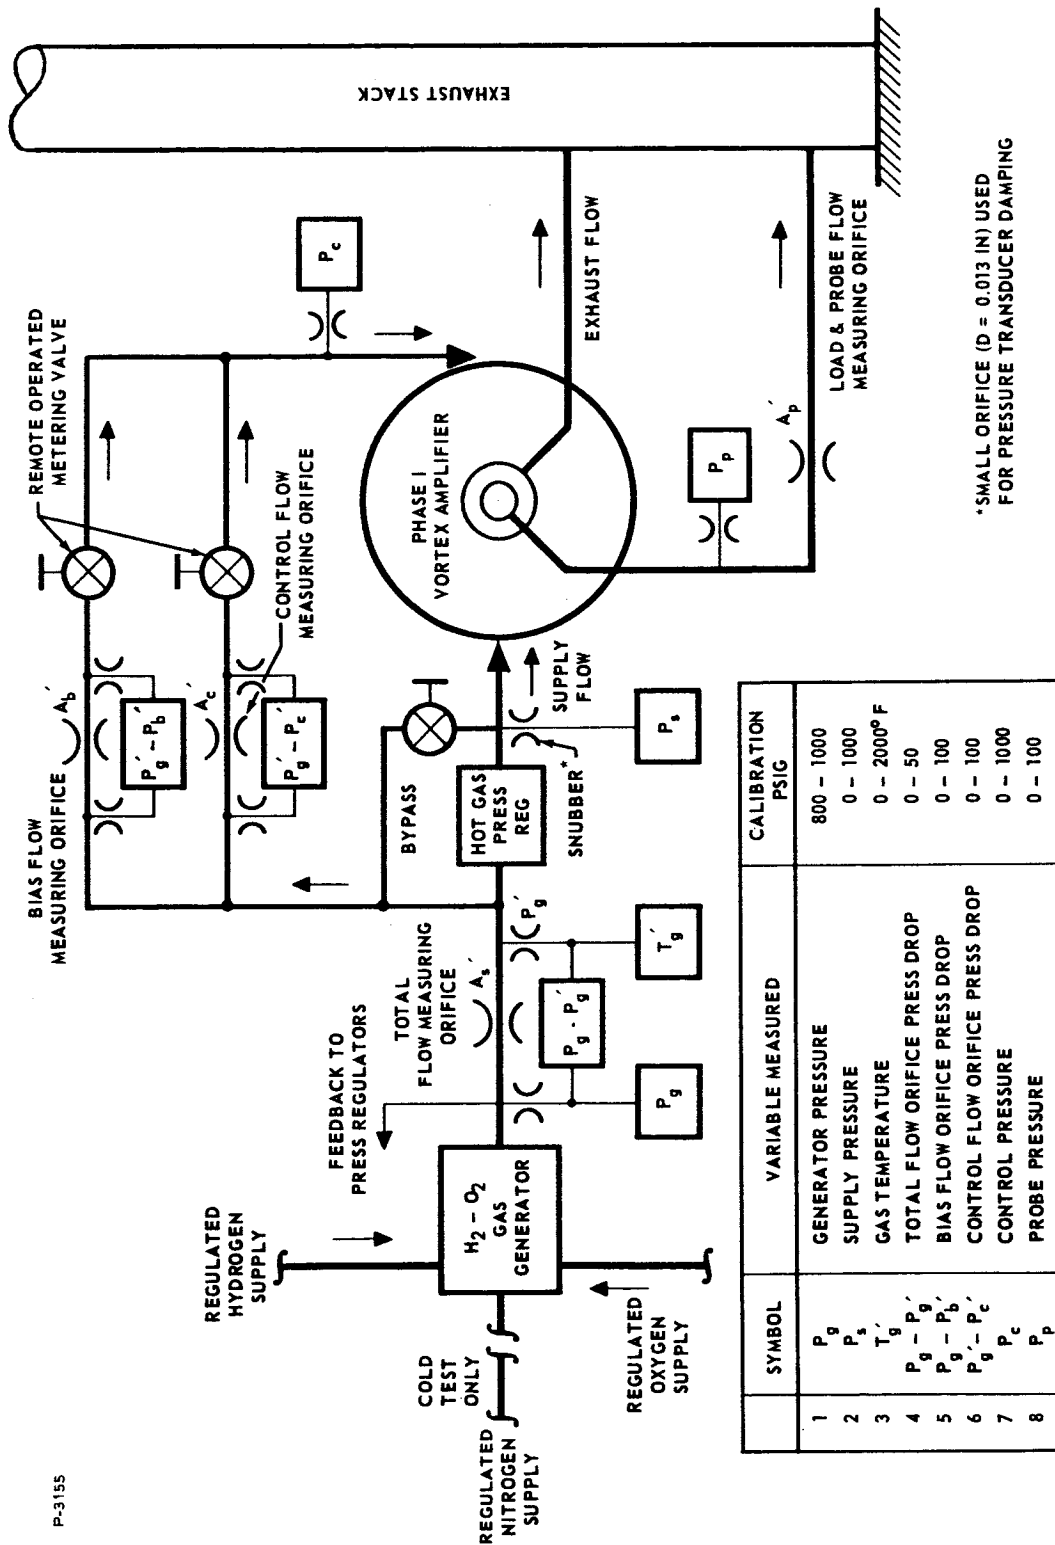 P-3155
BIAS FLOW
MEASURING ORIFICE
A_b'
P_g' - P_b'
REMOTE OPERATED
METERING VALVE
A_c'
P_g' - P_c'
CONTROL FLOW
MEASURING ORIFICE
P_c
EXHAUST STACK
REGULATED
HYDROGEN
SUPPLY
FEEDBACK TO
PRESS REGULATORS
TOTAL
FLOW MEASURING
ORIFICE
A_s'
P_g'
BYPASS
HOT GAS
PRESS
REG
SNUBBER*
SUPPLY
FLOW
PHASE I
VORTEX AMPLIFIER
EXHAUST FLOW
COLD
TEST
ONLY
REGULATED
NITROGEN
SUPPLY
H2 - O2
GAS
GENERATOR
REGULATED
OXYGEN
SUPPLY
P_g
P_g - P_g'
T_g'
P_s
P_p
A_p'
LOAD & PROBE FLOW
MEASURING ORIFICE
*SMALL ORIFICE (D = 0.013 IN) USED
FOR PRESSURE TRANSDUCER DAMPING
SYMBOL VARIABLE MEASURED CALIBRATION PSIG
1 P_g GENERATOR PRESSURE 800 - 1000
2 P_s SUPPLY PRESSURE 0 - 1000
3 T_g' GAS TEMPERATURE 0 - 2000° F
4 P_g - P_g' TOTAL FLOW ORIFICE PRESS DROP 0 - 50
5 P_g' - P_b' BIAS FLOW ORIFICE PRESS DROP 0 - 100
6 P_g' - P_c' CONTROL FLOW ORIFICE PRESS DROP 0 - 100
7 P_c CONTROL PRESSURE 0 - 1000
8 P_p PROBE PRESSURE 0 - 100